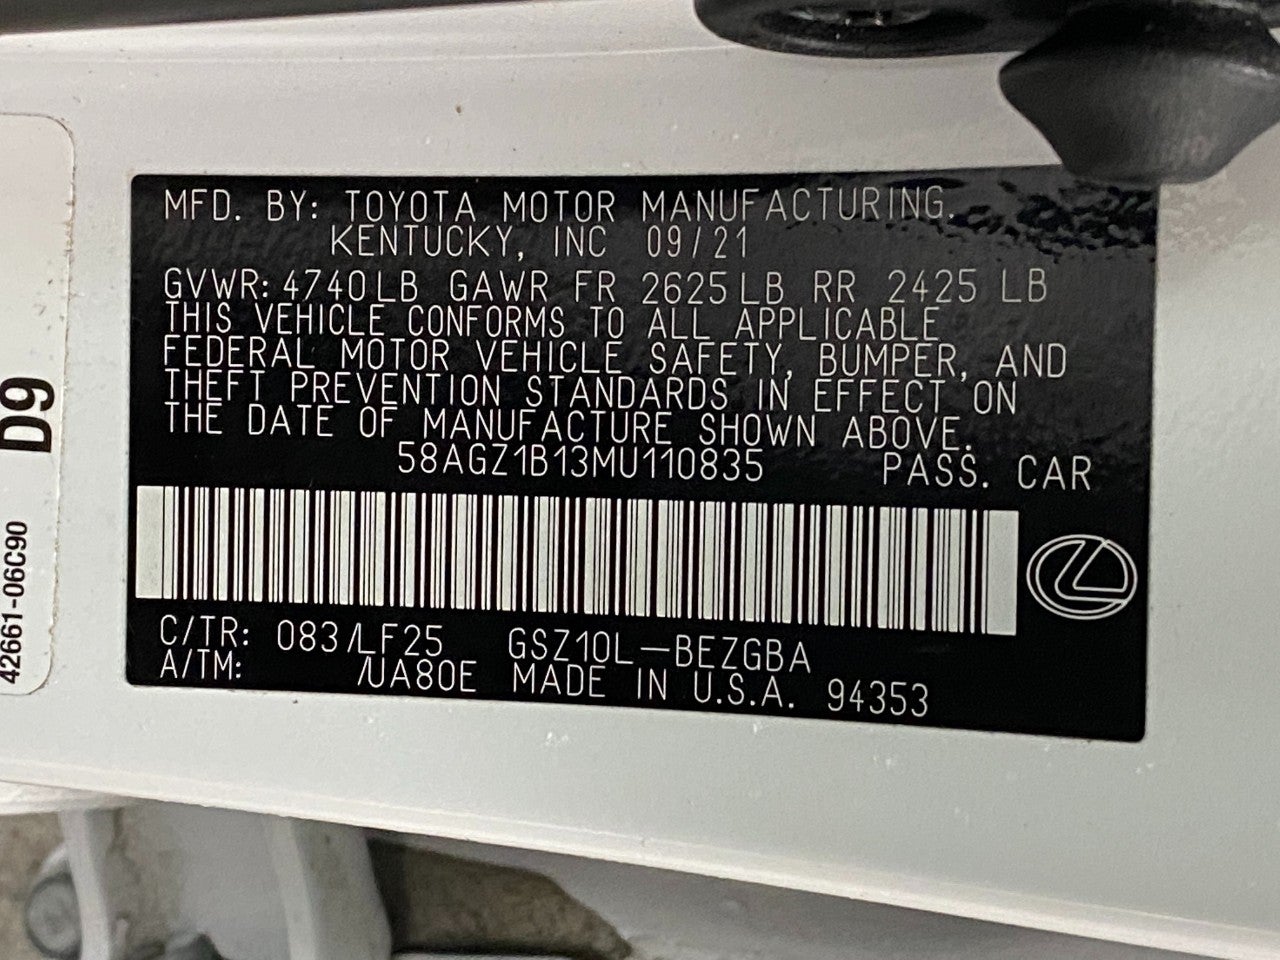 MFD. BY: TOYOTA MOTOR MANUFACTURING,
KENTUCKY, INC 09/21
GVWR: 4740LB GAWR FR 2625LB RR 2425 LB
THIS VEHICLE CONFORMS TO ALL APPLICABLE
FEDERAL MOTOR VEHICLE SAFETY, BUMPER, AND
THEFT PREVENTION STANDARDS IN EFFECT ON
THE DATE OF MANUFACTURE SHOWN ABOVE.
58AGZ1B13MU110835 PASS. CAR
C/TR: 083/LF25 GSZ10L-BEZGBA
A/TM: /UA80E MADE IN U.S.A. 94353
D9
42661-06C90